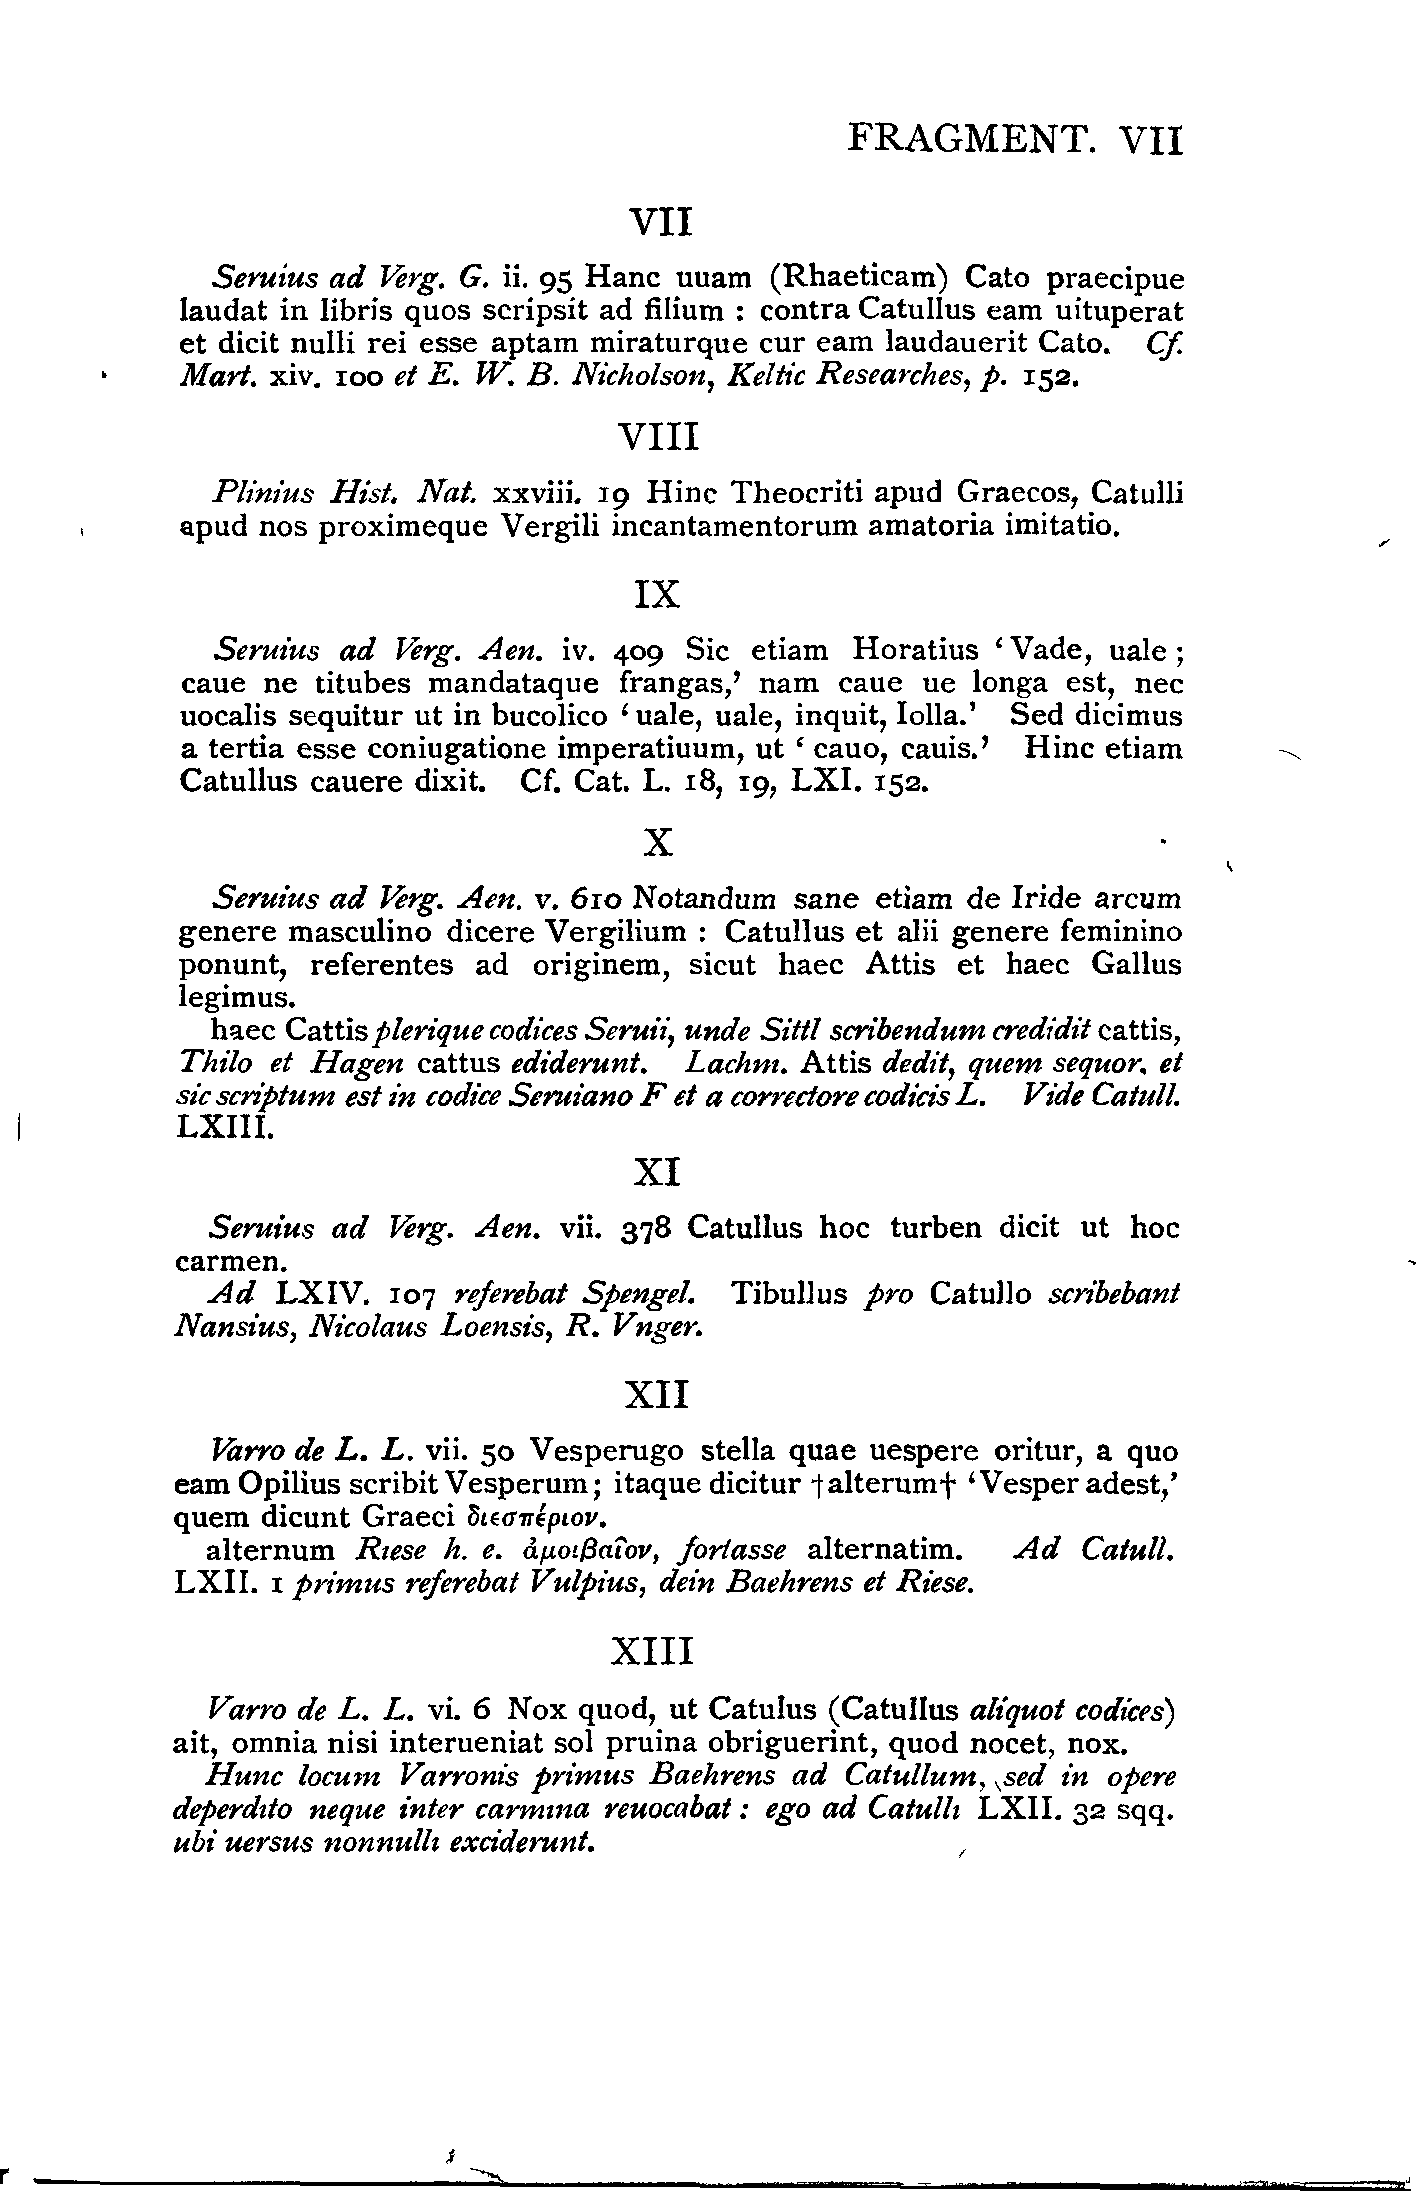 FRAGMENT. VII
VII
Seruius ad Verg. G. ii. 95 Hanc uuam (Rhaeticam) Cato praecipue
laudat in libris quos scripsit ad filium : contra Catullus eam uituperat
et dicit nulli rei esse aptam miraturque cur eam laudauerit Cato. Cf.
Mart. xiv. 100 et E. W. B. Nicholson, Keltic Researches, p. 152.
VIII
Plinius Hist. Nat. xxviii. 19 Hinc Theocriti apud Graecos, Catulli
apud nos proximeque Vergili incantamentorum amatoria imitatio.
IX
Seruius ad Verg. Aen. iv. 409 Sic etiam Horatius ‘Vade, uale ;
caue ne titubes mandataque frangas,’ nam caue ue longa est, nec
uocalis sequitur ut in bucolico ‘uale, uale, inquit, Iolla.’ Sed dicimus
a tertia esse coniugatione imperatiuum, ut ‘ cauo, cauis.’ Hinc etiam
Catullus cauere dixit. Cf. Cat. L. 18, 19, LXI. 152.
X
Seruius ad Verg. Aen. v. 610 Notandum sane etiam de Iride arcum
genere masculino dicere Vergilium : Catullus et alii genere feminino
ponunt, referentes ad originem, sicut haec Attis et haec Gallus
legimus.
haec Cattis plerique codices Seruii, unde Sittl scribendum credidit cattis,
Thilo et Hagen cattus ediderunt. Lachm. Attis dedit, quem sequor, et
sic scriptum est in codice Seruiano F et a correctore codicis L. Vide Catull.
LXIII.
XI
Seruius ad Verg. Aen. vii. 378 Catullus hoc turben dicit ut hoc
carmen.
Ad LXIV. 107 referebat Spengel. Tibullus pro Catullo scribebant
Nansius, Nicolaus Loensis, R. Vnger.
XII
Varro de L. L. vii. 50 Vesperugo stella quae uespere oritur, a quo
eam Opilius scribit Vesperum; itaque dicitur †alterum† ‘Vesper adest,’
quem dicunt Graeci διεσπέριον.
alternum Riese h. e. ἀμοιβαῖον, fortasse alternatim. Ad Catull.
LXII. 1 primus referebat Vulpius, dein Baehrens et Riese.
XIII
Varro de L. L. vi. 6 Nox quod, ut Catulus (Catullus aliquot codices)
ait, omnia nisi interueniat sol pruina obriguerint, quod nocet, nox.
Hunc locum Varronis primus Baehrens ad Catullum, sed in opere
deperdito neque inter carmina reuocabat : ego ad Catulli LXII. 32 sqq.
ubi uersus nonnulli exciderunt.